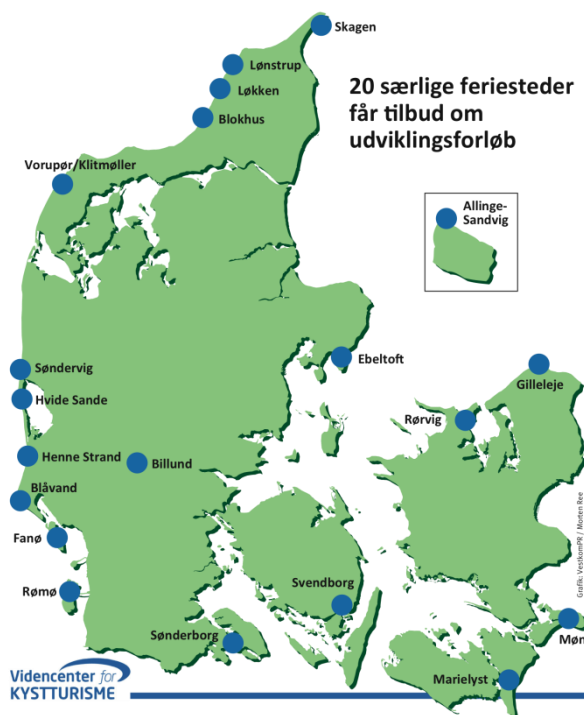 Skagen
Lønstrup
Løkken
Blokhus
20 særlige feriesteder
får tilbud om
udviklingsforløb
Vorupør/Klitmøller
Allinge-
Sandvig
Ebeltoft
Søndervig
Gilleleje
Hvide Sande
Rørvig
Henne Strand
Billund
Blåvand
Fanø
Rømø
Svendborg
Sønderborg
Møn
Marielyst
Grafik: VestkomPR / Morten Ree
Videncenter for
KYSTTURISME